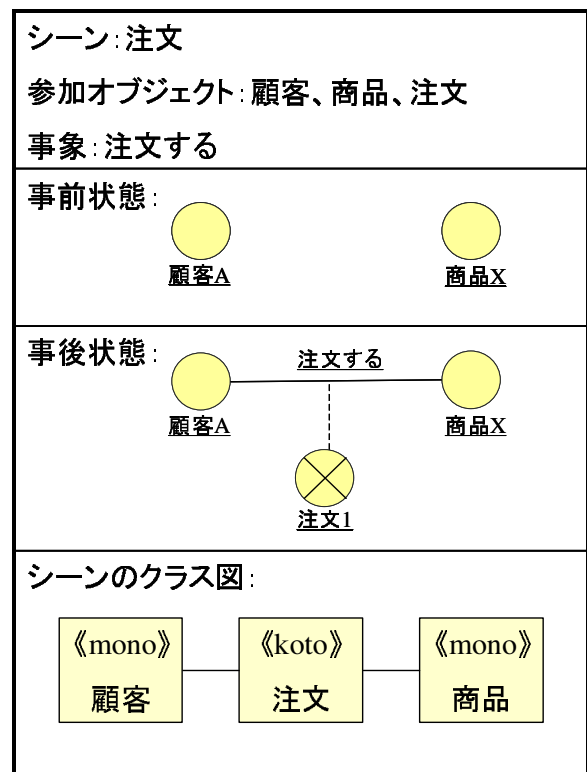 シーン:注文
参加オブジェクト:顧客、商品、注文
事象:注文する
事前状態:
顧客A 商品X
事後状態:
注文する
顧客A 商品X
注文1
シーンのクラス図:
《mono》 《koto》 《mono》
顧客 注文 商品